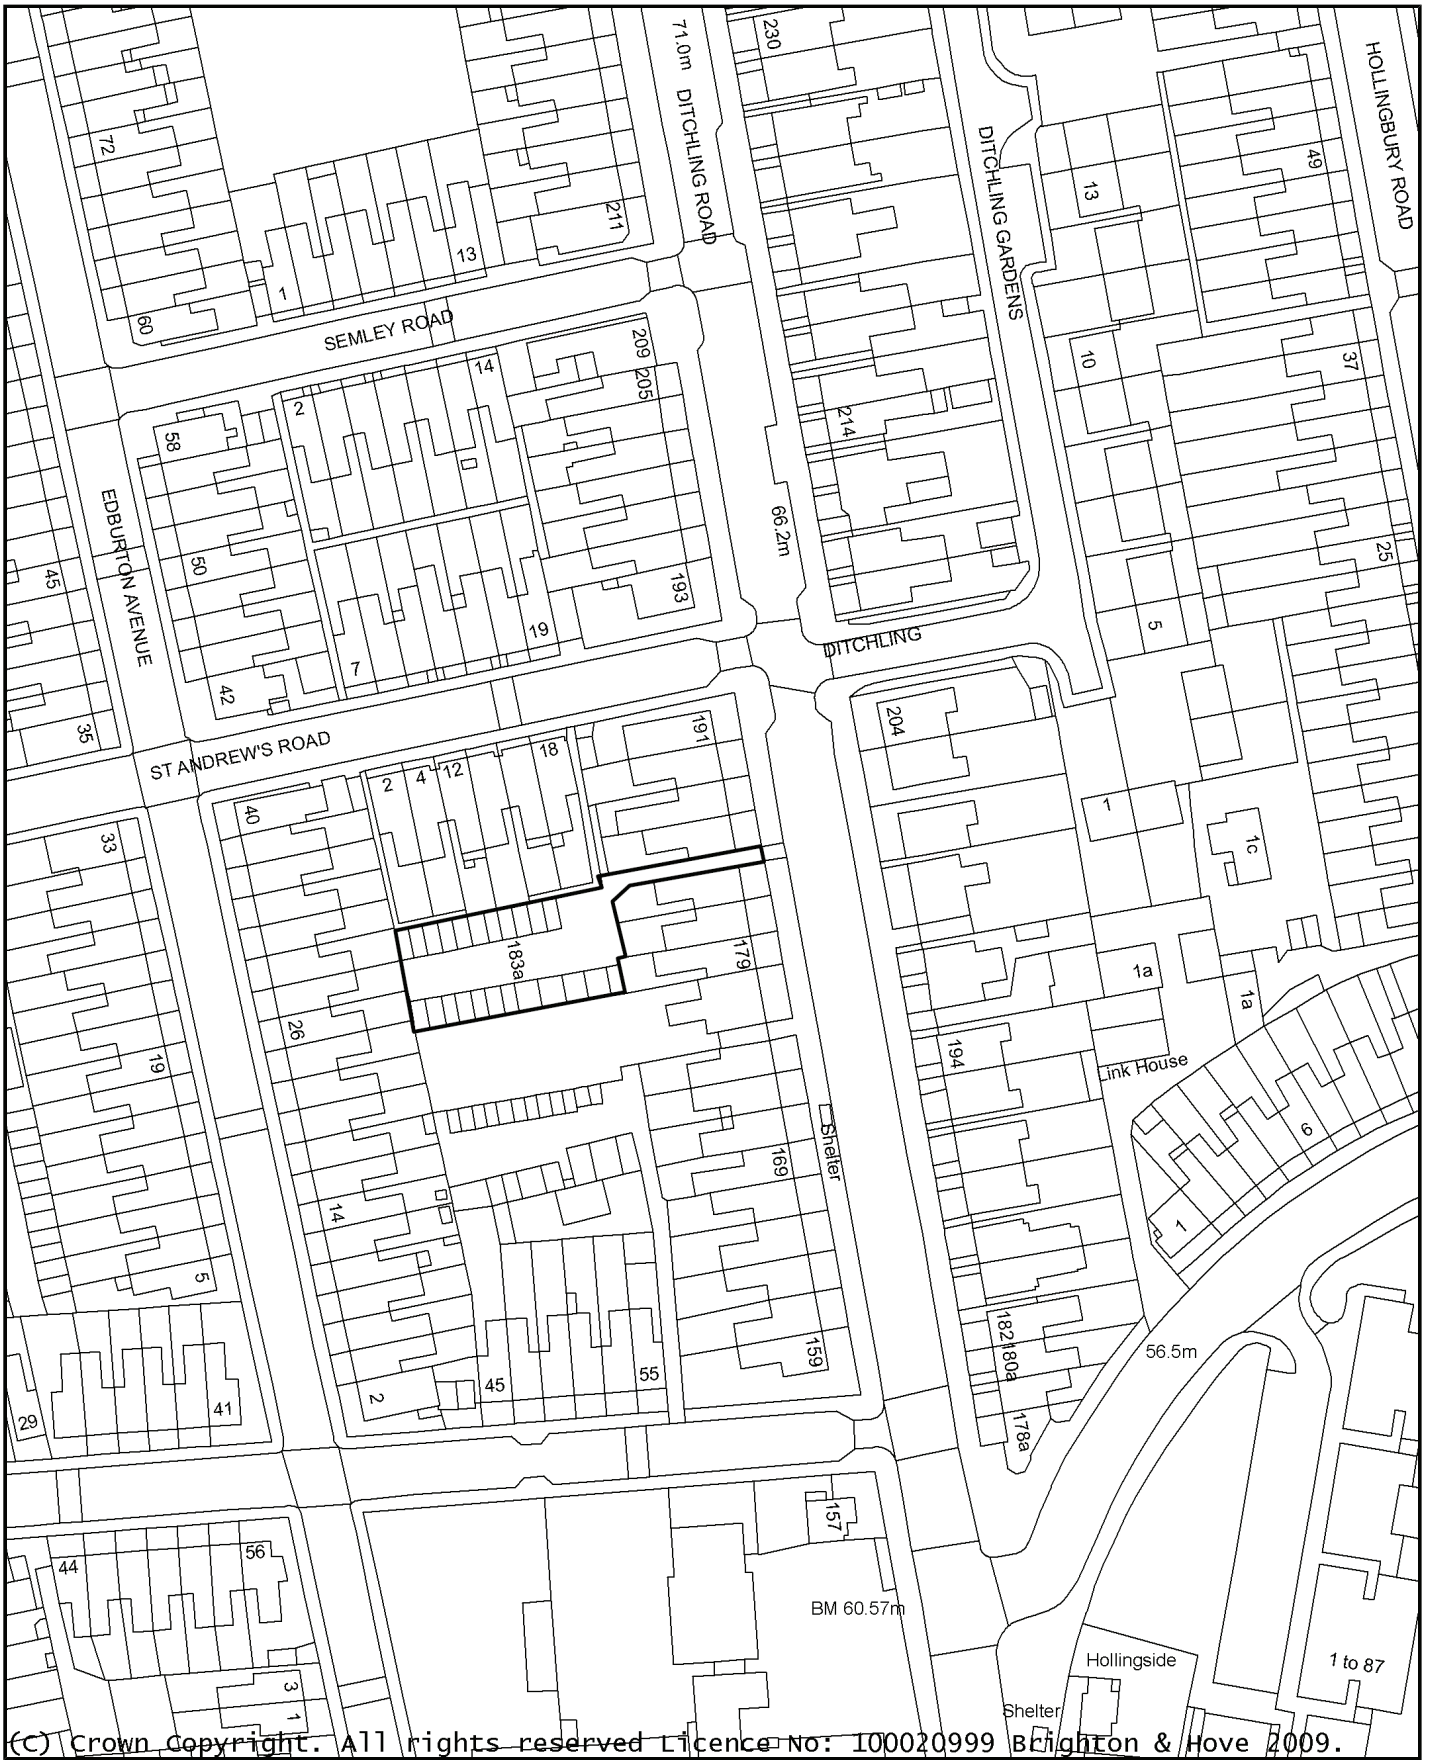 230
71.0m
DITCHLING ROAD
HOLLINGBURY ROAD
72
DITCHLING GARDENS
49
13
211
13
1
60
SEMLEY ROAD
209
205
14
10
37
2
214
58
EDBURTON AVENUE
66.2m
25
50
45
193
5
19
DITCHLING
7
42
204
191
35
ST ANDREW'S ROAD
18
12
4
2
1
40
33
1c
183a
179
1a
1a
26
194
19
Link House
Shelter
6
169
14
1
5
182
180a
159
56.5m
55
45
2
41
29
178a
157
56
44
BM 60.57m
Hollingside
1 to 87
3
1
Shelter
(C) Crown Copyright. All rights reserved Licence No: 100020999 Brighton & Hove 2009.